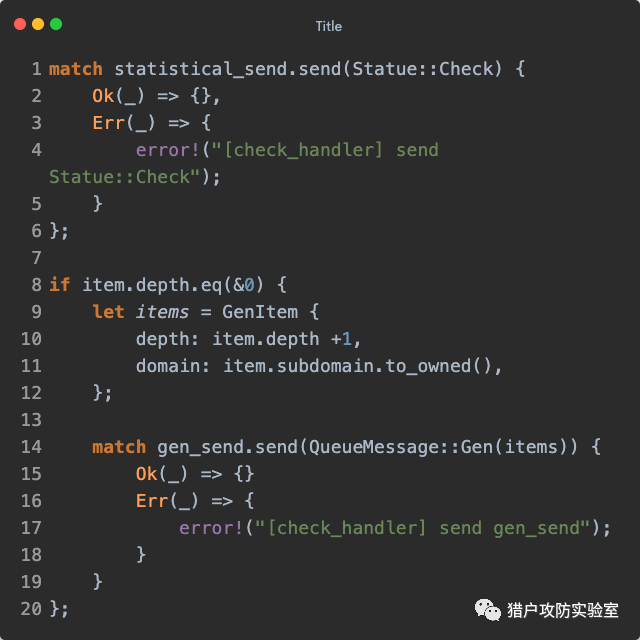 Title
1 match statistical_send.send(Statue::Check) {
2     Ok(_) => {},
3     Err(_) => {
4         error!("[check_handler] send
Statue::Check");
5     }
6 };
7
8 if item.depth.eq(&0) {
9     let items = GenItem {
10         depth: item.depth +1,
11         domain: item.subdomain.to_owned(),
12     };
13
14     match gen_send.send(QueueMessage::Gen(items)) {
15         Ok(_) => {}
16         Err(_) => {
17             error!("[check_handler] send gen_send");
18         }
19     }
20 };
猎户攻防实验室